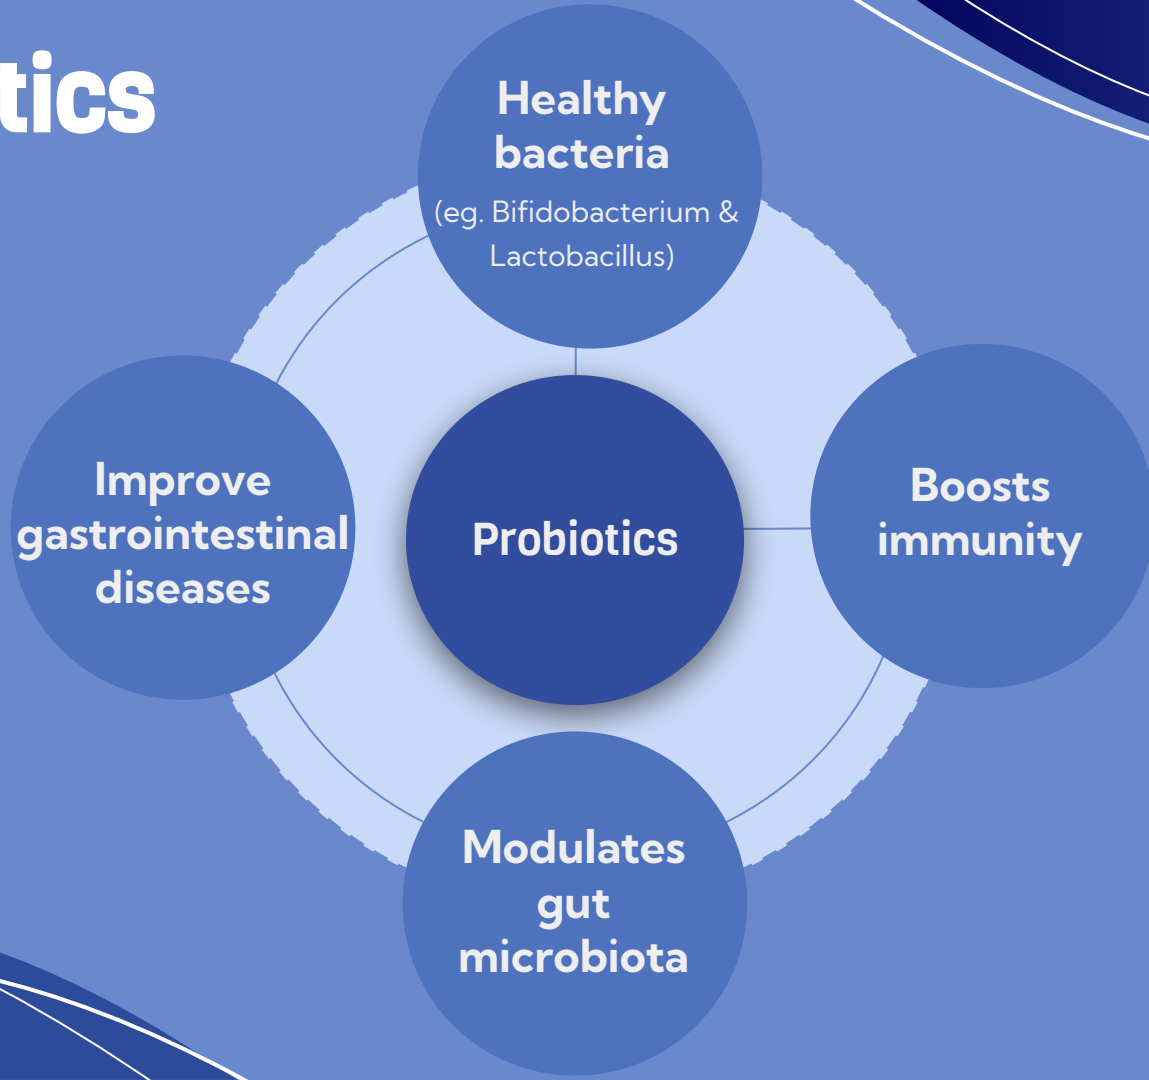 tics
Healthy
bacteria
(eg. Bifidobacterium &
Lactobacillus)
Improve
gastrointestinal
diseases
Probiotics
Boosts
immunity
Modulates
gut
microbiota